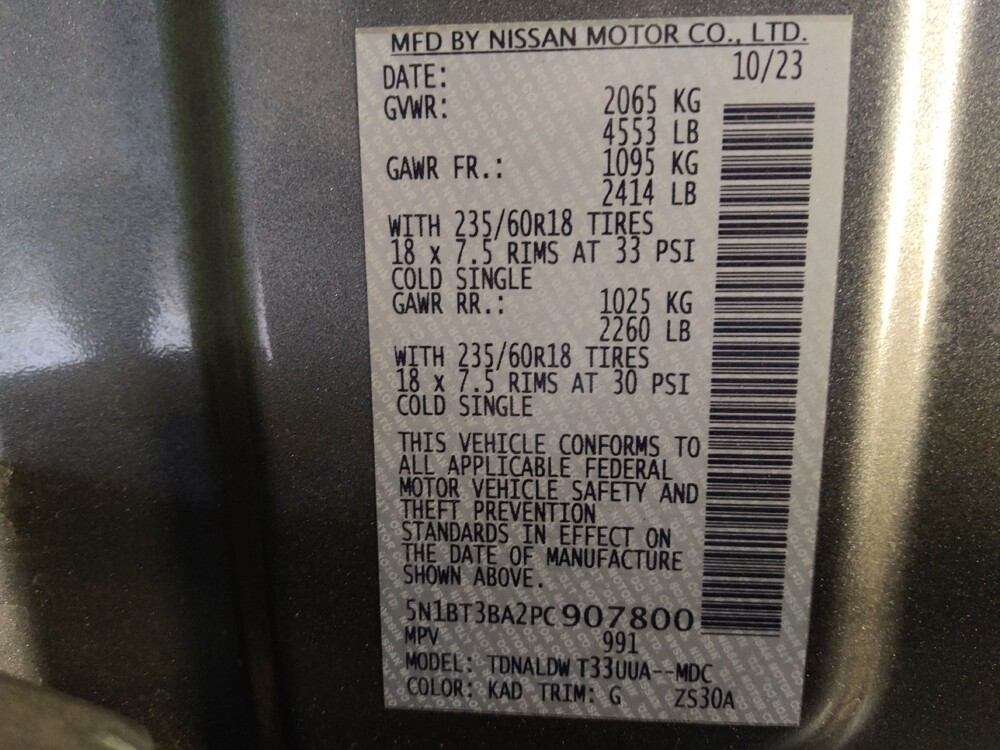 MFD BY NISSAN MOTOR CO., LTD.
DATE: 10/23
GVWR: 2065 KG
4553 LB
GAWR FR.: 1095 KG
2414 LB
WITH 235/60R18 TIRES
18 x 7.5 RIMS AT 33 PSI
COLD SINGLE
GAWR RR.: 1025 KG
2260 LB
WITH 235/60R18 TIRES
18 x 7.5 RIMS AT 30 PSI
COLD SINGLE
THIS VEHICLE CONFORMS TO
ALL APPLICABLE FEDERAL
MOTOR VEHICLE SAFETY AND
THEFT PREVENTION
STANDARDS IN EFFECT ON
THE DATE OF MANUFACTURE
SHOWN ABOVE.
5N1BT3BA2PC907800
MPV 991
MODEL: TDNALDW T33UUA--MDC
COLOR: KAD TRIM: G ZS30A